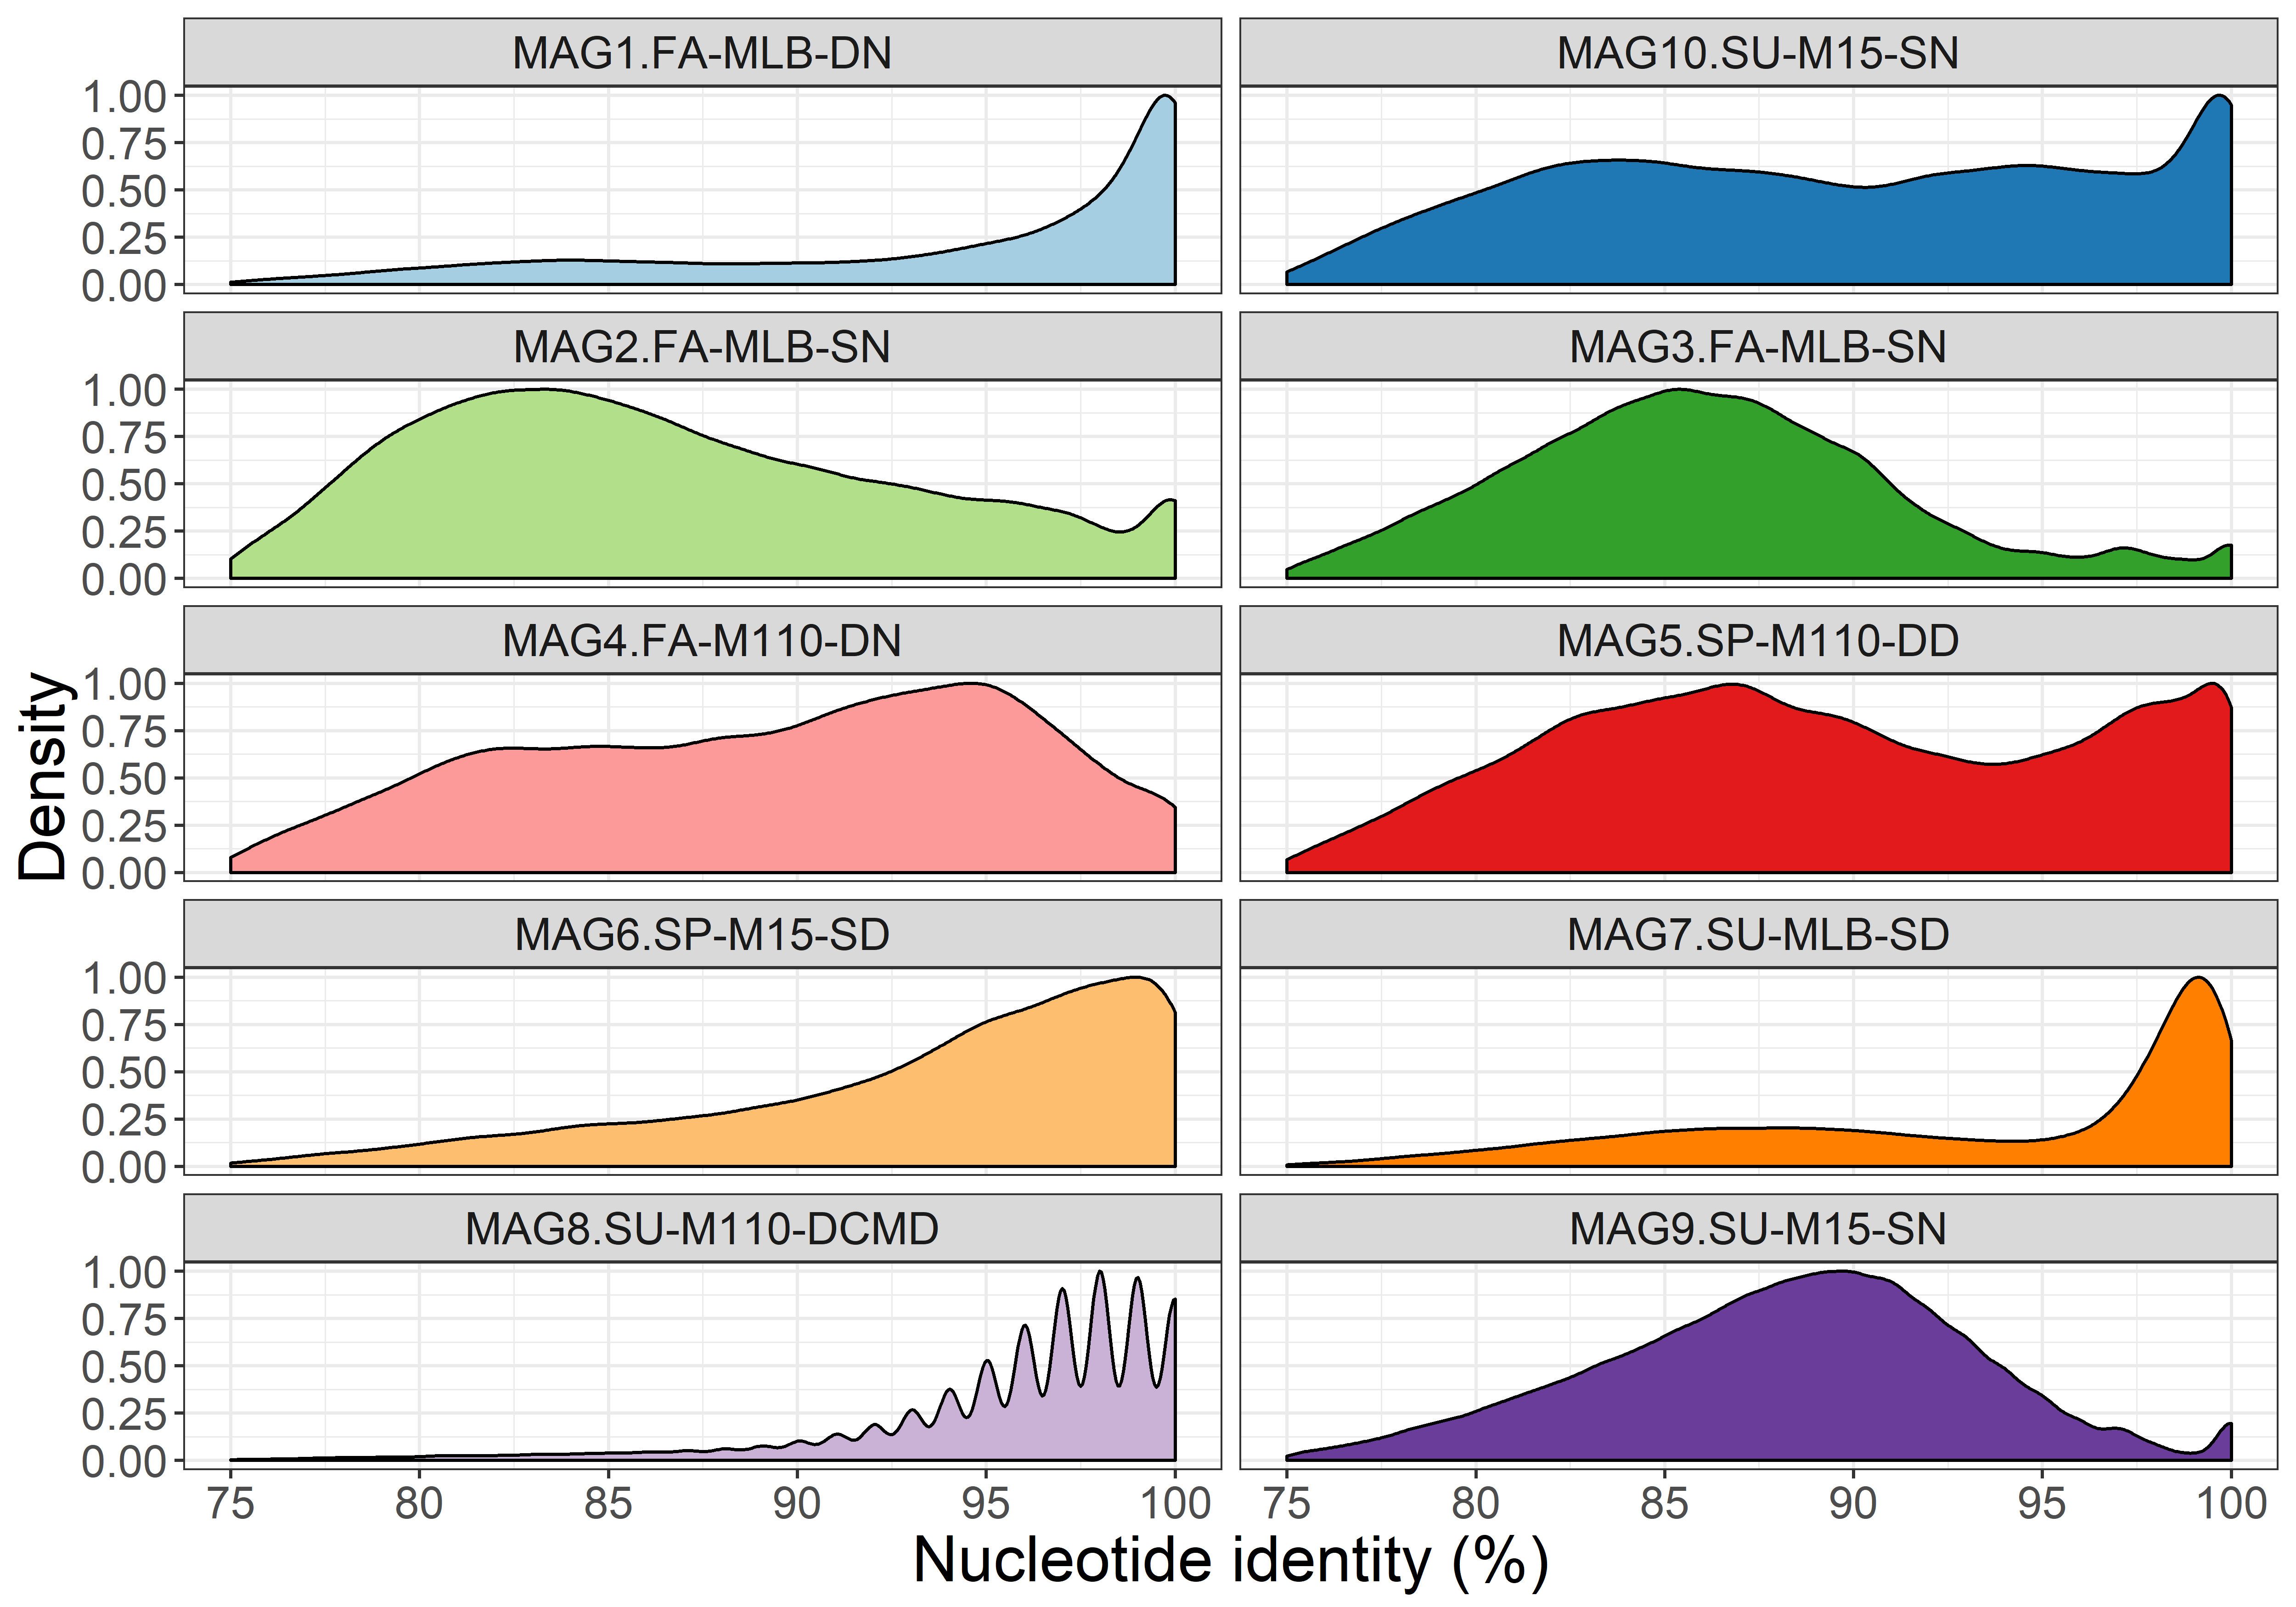 MAG1.FA-MLB-DN
MAG10.SU-M15-SN
1.00
0.75
0.50
0.25
0.00
MAG2.FA-MLB-SN
MAG3.FA-MLB-SN
1.00
0.75
0.50
0.25
0.00
MAG4.FA-M110-DN
MAG5.SP-M110-DD
1.00
0.75
0.50
0.25
0.00
MAG6.SP-M15-SD
MAG7.SU-MLB-SD
1.00
0.75
0.50
0.25
0.00
MAG8.SU-M110-DCMD
MAG9.SU-M15-SN
1.00
0.75
0.50
0.25
0.00
75 80 85 90 95 100
75 80 85 90 95 100
Density
Nucleotide identity (%)